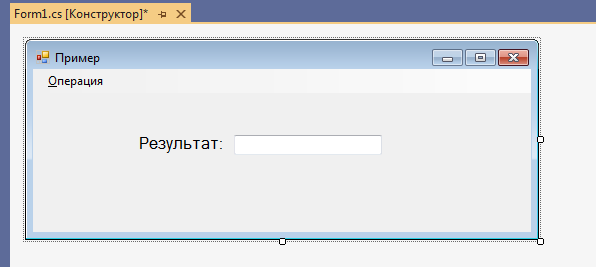 Form1.cs [Конструктор]*
Пример
Операция
Результат: